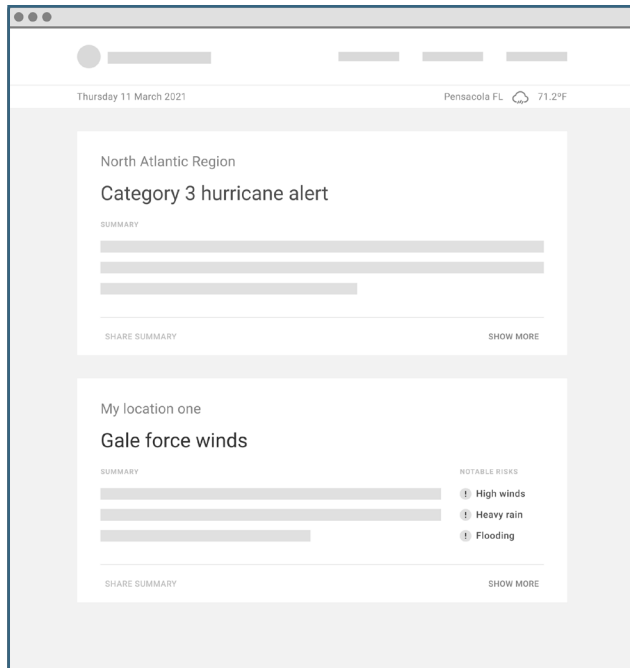 Thursday 11 March 2021
Pensacola FL 71.2ºF
North Atlantic Region
Category 3 hurricane alert
SUMMARY
SHARE SUMMARY
SHOW MORE
My location one
Gale force winds
SUMMARY
NOTABLE RISKS
! High winds
! Heavy rain
! Flooding
SHARE SUMMARY
SHOW MORE